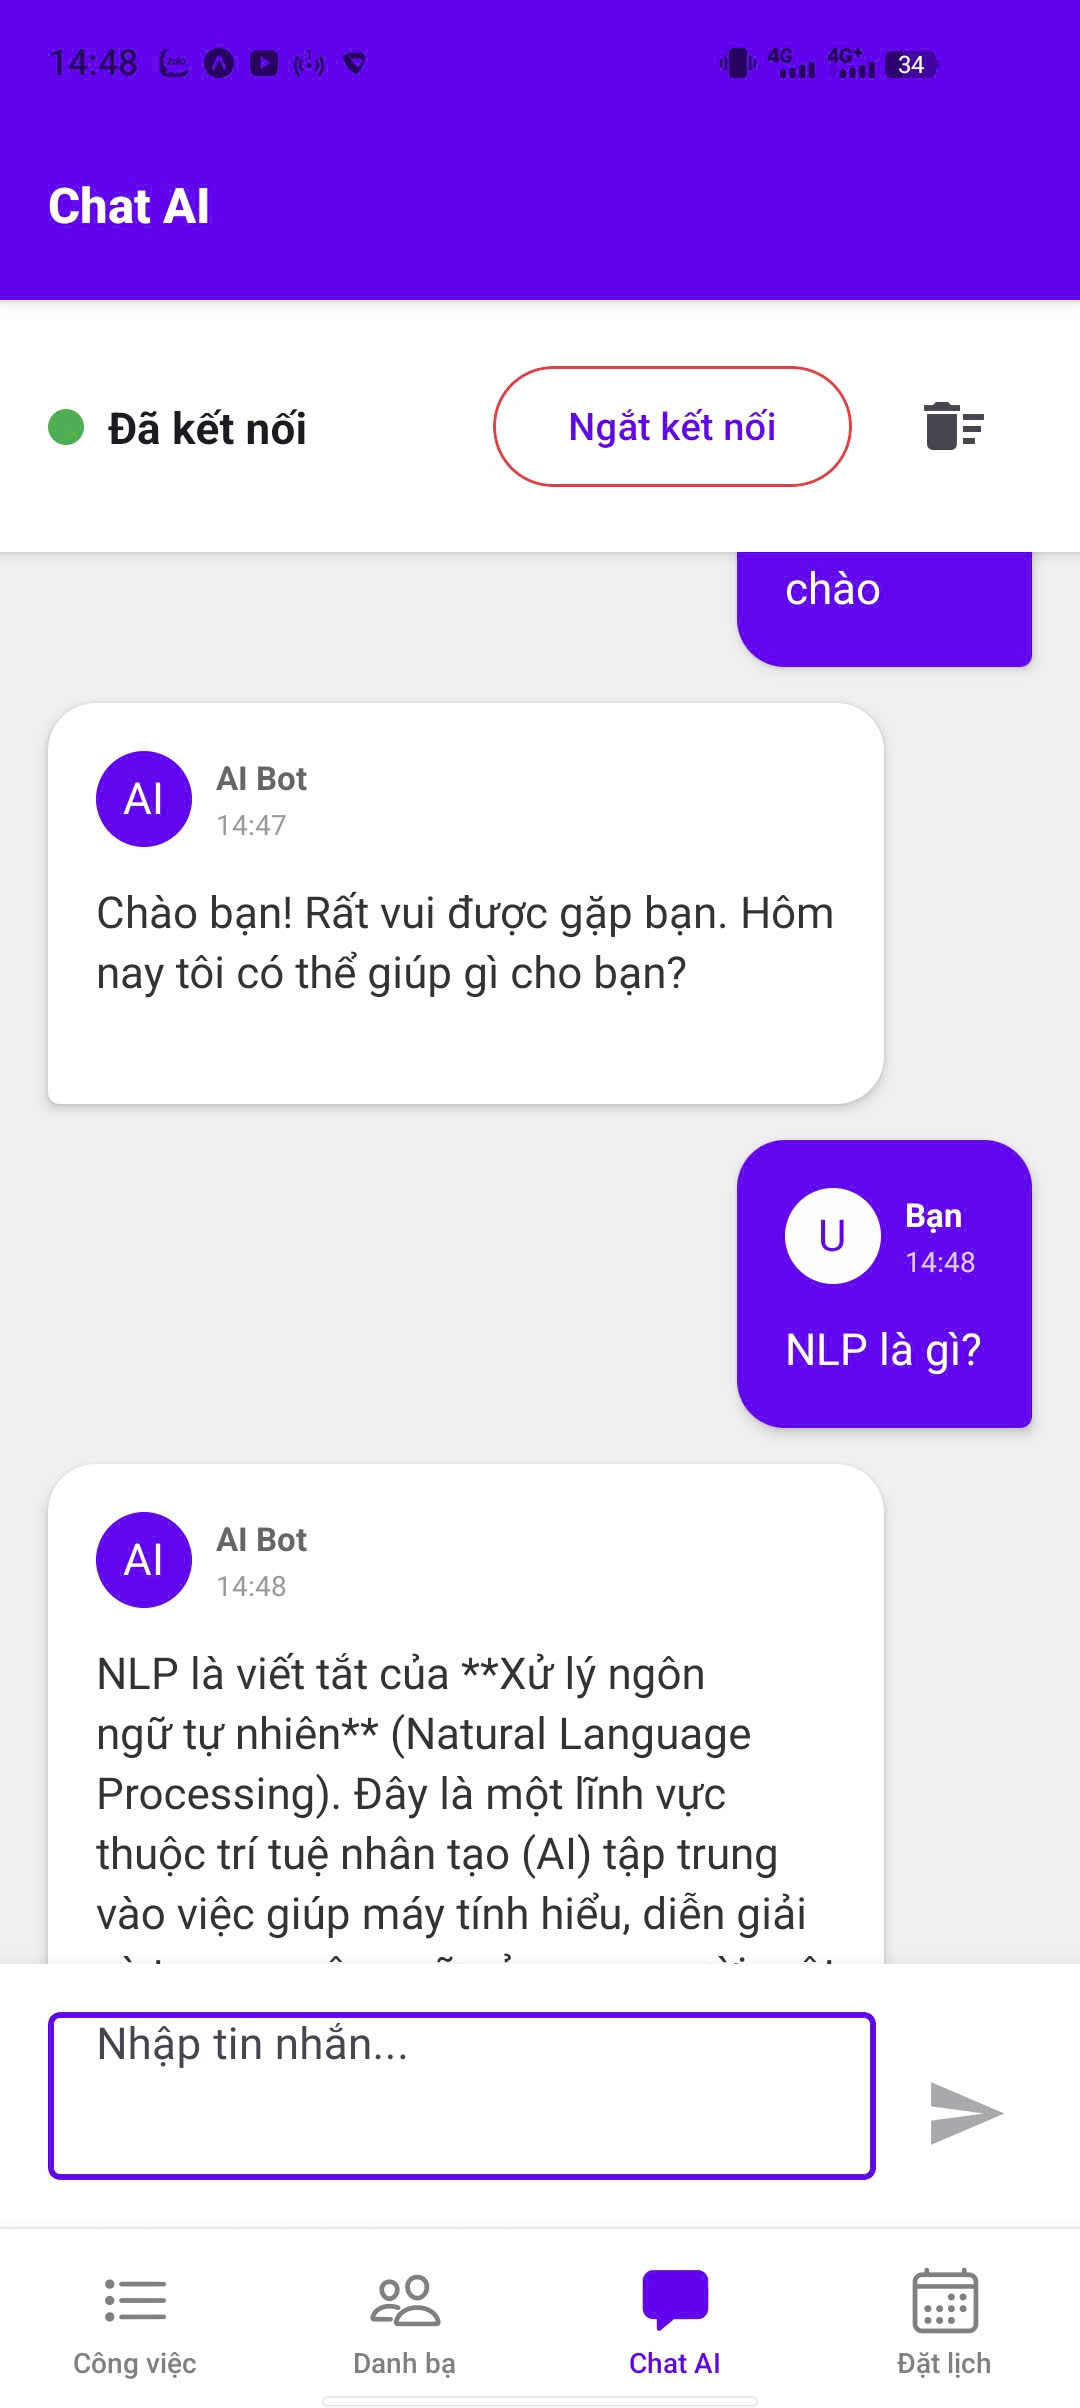 14:48
4G
4G+
34
Chat AI
Đã kết nối
Ngắt kết nối
chào
AI
AI Bot
14:47
Chào bạn! Rất vui được gặp bạn. Hôm
nay tôi có thể giúp gì cho bạn?
U
Bạn
14:48
NLP là gì?
AI
AI Bot
14:48
NLP là viết tắt của **Xử lý ngôn
ngữ tự nhiên** (Natural Language
Processing). Đây là một lĩnh vực
thuộc trí tuệ nhân tạo (AI) tập trung
vào việc giúp máy tính hiểu, diễn giải
Nhập tin nhắn...
Công việc
Danh bạ
Chat AI
Đặt lịch